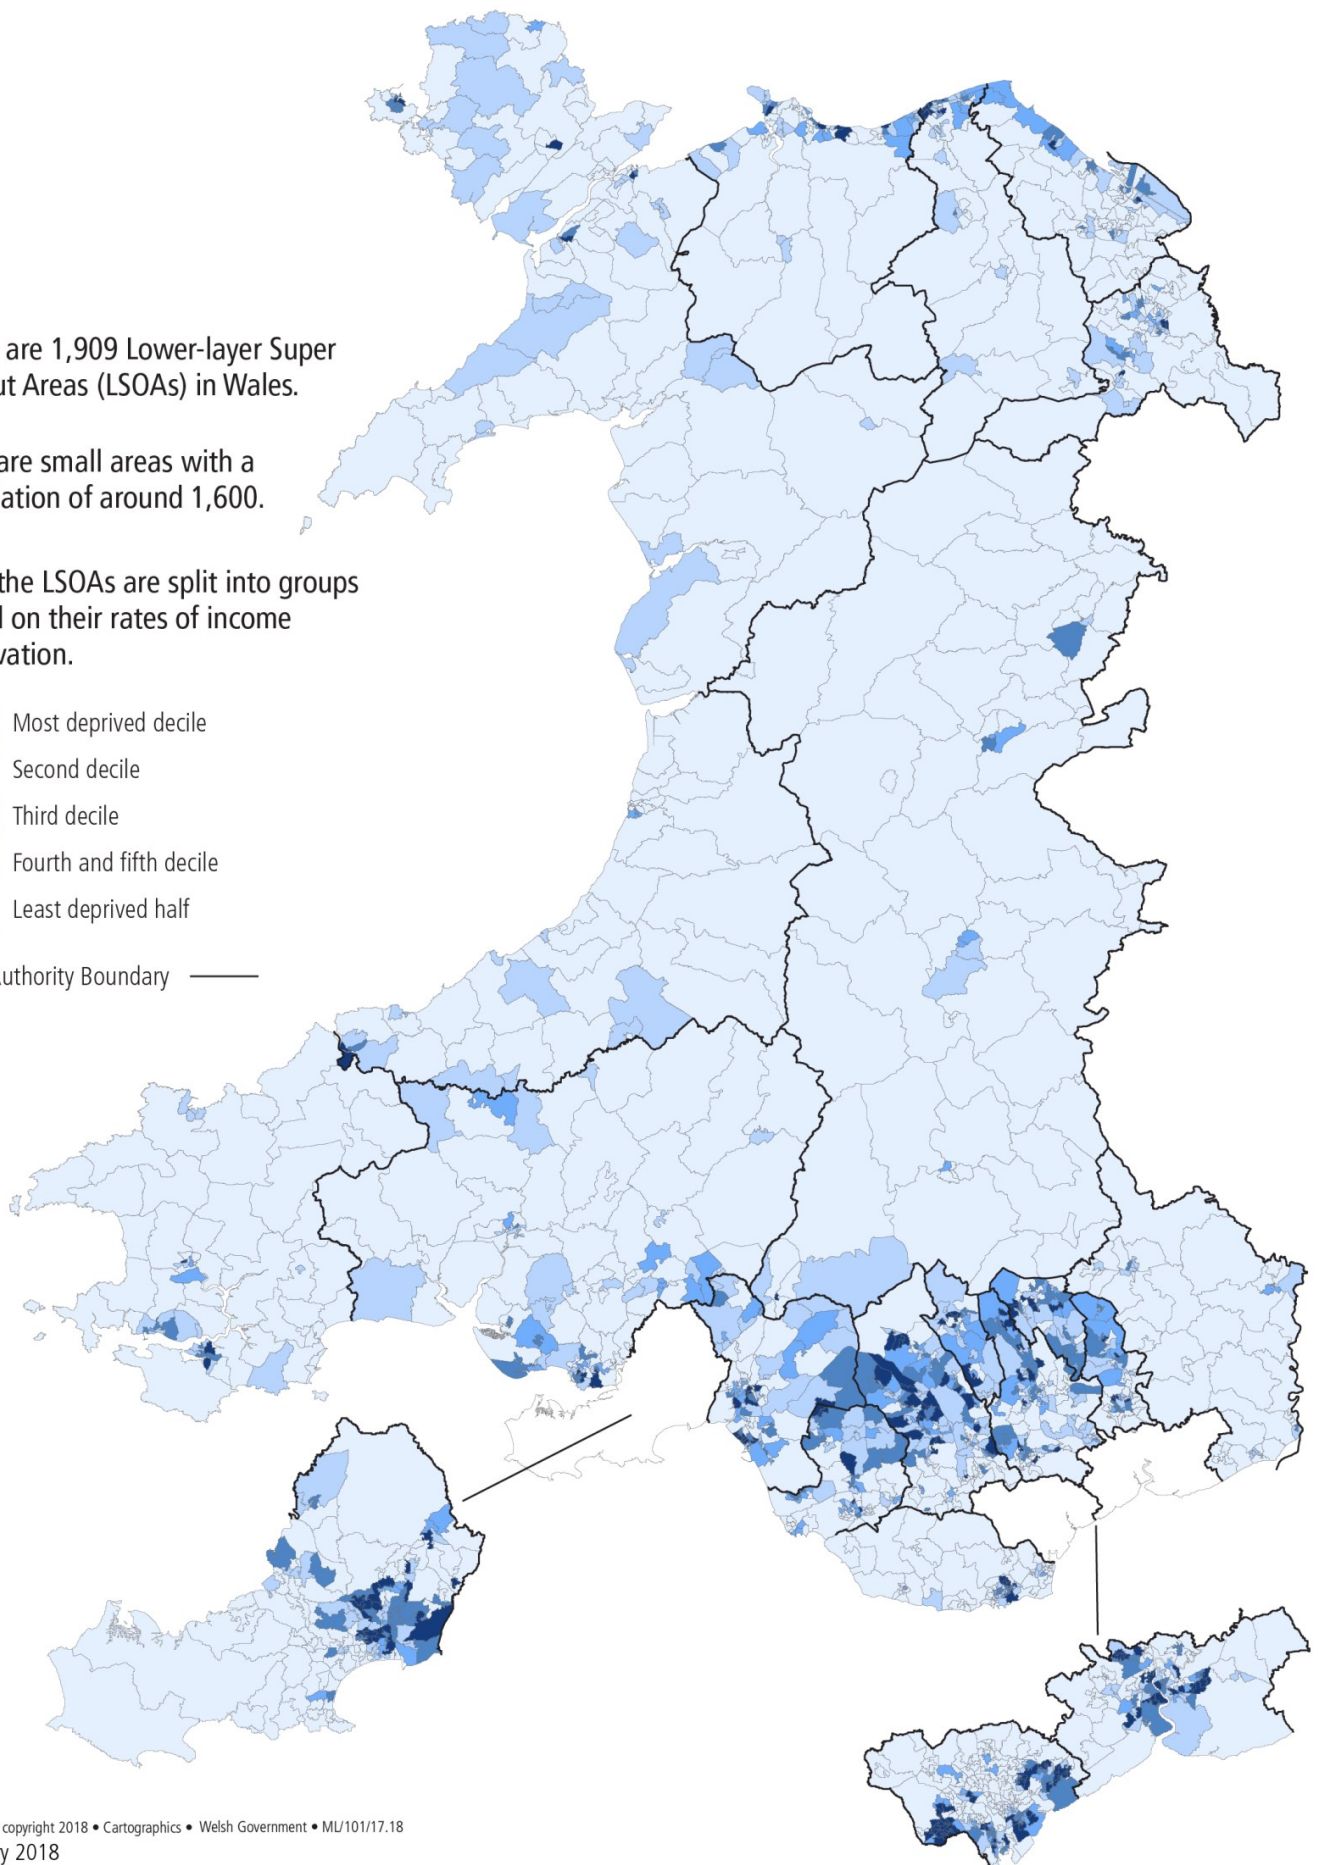 are 1,909 Lower-layer Super
ut Areas (LSOAs) in Wales.
are small areas with a
ation of around 1,600.
the LSOAs are split into groups
on their rates of income
vation.
Most deprived decile
Second decile
Third decile
Fourth and fifth decile
Least deprived half
uthority Boundary
copyright 2018 • Cartographics • Welsh Government • ML/101/17.18
y 2018